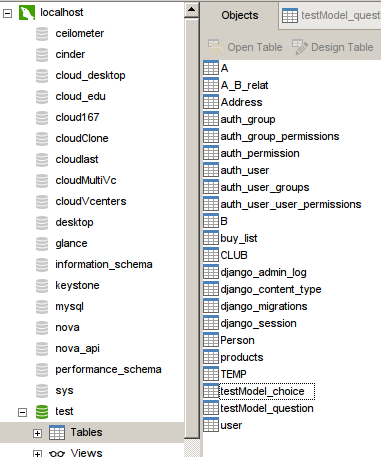 localhost
ceilometer
cinder
cloud_desktop
cloud_edu
cloud167
cloudClone
cloudlast
cloudMultiVc
cloudVcenters
desktop
glance
information_schema
keystone
mysql
nova
nova_api
performance_schema
sys
test
Tables
Views
Objects
testModel_quest
Open Table
Design Table
A
A_B_relat
Address
auth_group
auth_group_permissions
auth_permission
auth_user
auth_user_groups
auth_user_user_permissions
B
buy_list
CLUB
django_admin_log
django_content_type
django_migrations
django_session
Person
products
TEMP
testModel_choice
testModel_question
user